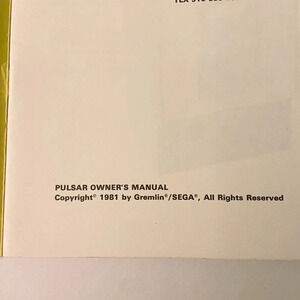 PULSAR OWNER'S MANUAL
Copyright© 1981 by Gremlin®/SEGA®, All Rights Reserved